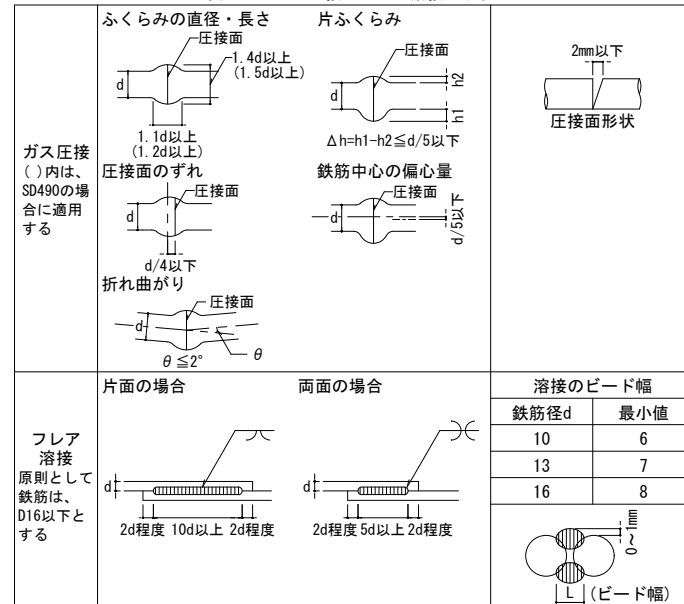 ガス圧接
( )内は、
SD490の場
合に適用
する
ふくらみの直径・長さ
圧接面
1.4d以上
(1.5d以上)
d
1.1d以上
(1.2d以上)
片ふくらみ
圧接面
h2
d
h1
Δh=h1-h2≦d/5以下
2mm以下
圧接面形状
圧接面のずれ
圧接面
d
d/4以下
鉄筋中心の偏心量
圧接面
d
d/5以下
折れ曲がり
圧接面
d
θ≦2°
θ
フレア
溶接
原則として
鉄筋は、
D16以下と
する
片面の場合
d
2d程度 10d以上 2d程度
両面の場合
d
2d程度 5d以上 2d程度
溶接のビード幅
鉄筋径d 最小値
10 6
13 7
16 8
0～1mm
L (ビード幅)